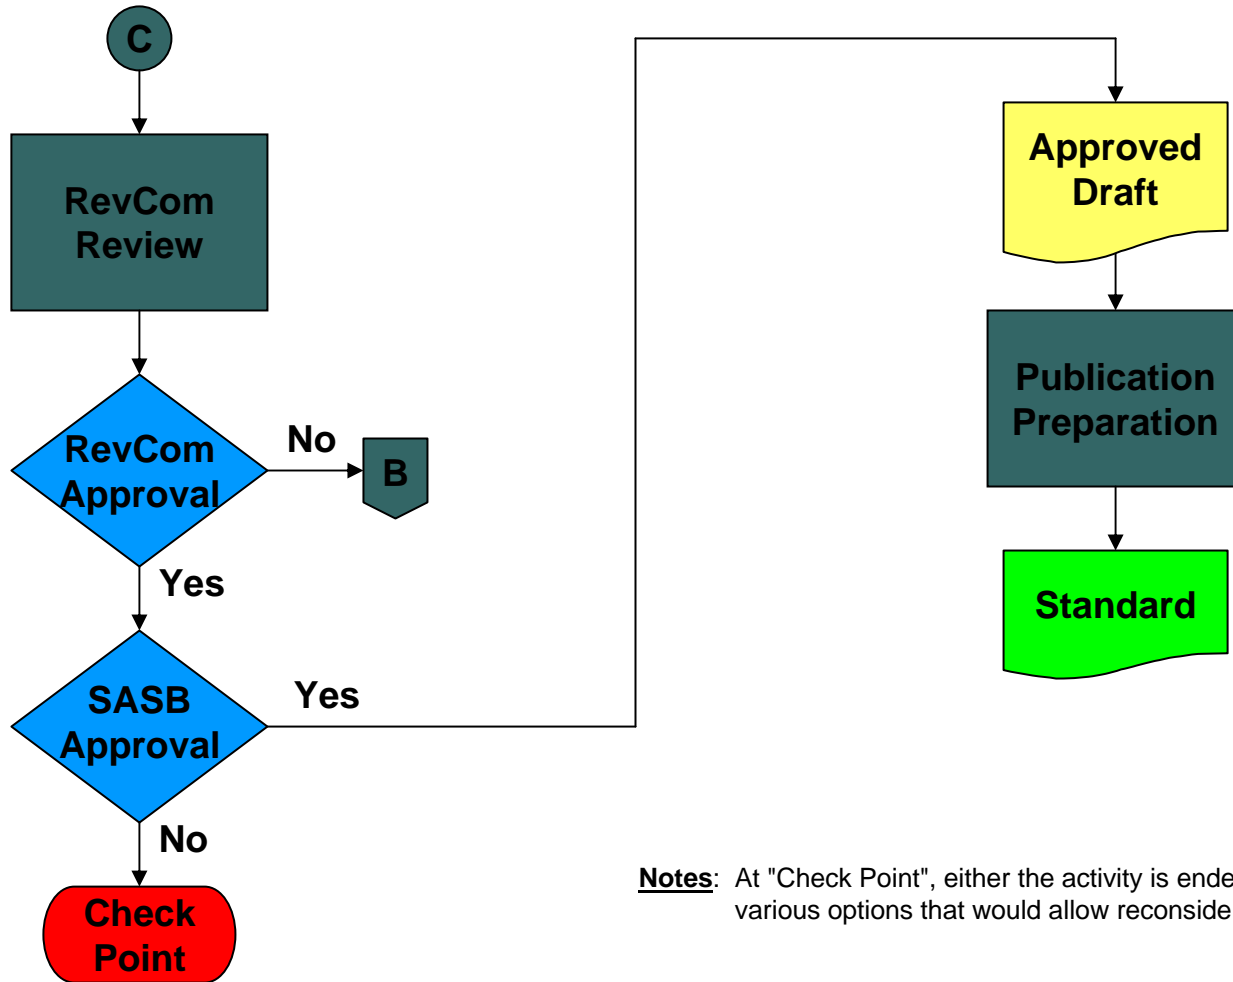 C
RevCom
Review
RevCom
Approval
No
B
Yes
SASB
Approval
Yes
No
Check
Point
Approved
Draft
Publication
Preparation
Standard
Notes: At "Check Point", either the activity is ende
various options that would allow reconside